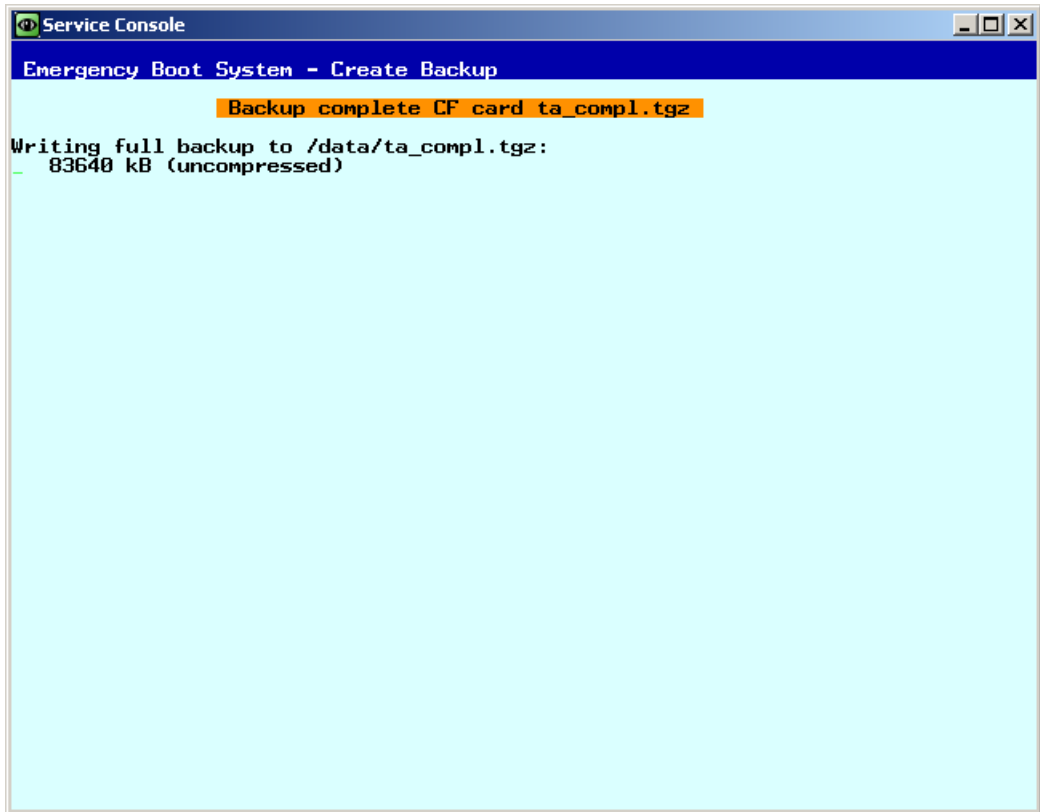 Service Console
Emergency Boot System - Create Backup
Backup complete CF card ta_compl.tgz
Writing full backup to /data/ta_compl.tgz:
_  83640 kB (uncompressed)